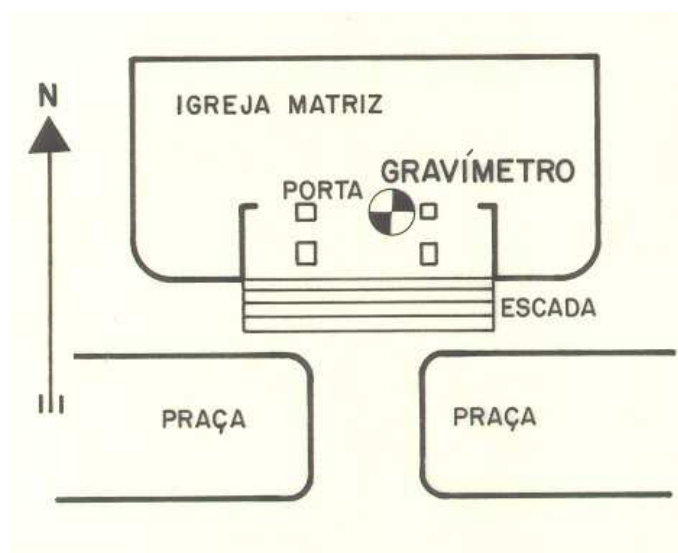 N
IGREJA MATRIZ
GRAVÍMETRO
PORTA
ESCADA
PRAÇA
PRAÇA